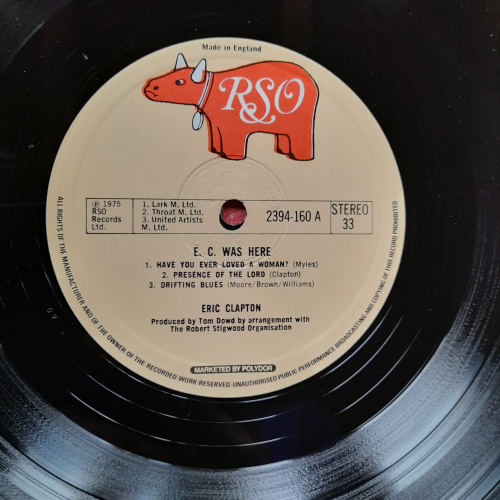 Made in England
RSO
℗ 1975
RSO
Records
Ltd.
1. Lark M. Ltd.
2. Throat M. Ltd.
3. United Artists
M. Ltd.
2394-160 A
STEREO
33
E. C. WAS HERE
1. HAVE YOU EVER LOVED A WOMAN? (Myles)
2. PRESENCE OF THE LORD (Clapton)
3. DRIFTING BLUES (Moore/Brown/Williams)
ERIC CLAPTON
Produced by Tom Dowd by arrangement with
The Robert Stigwood Organisation
MARKETED BY POLYDOR
ALL RIGHTS OF THE MANUFACTURER AND OF THE OWNER OF THE RECORDED WORK RESERVED. UNAUTHORISED PUBLIC PERFORMANCE BROADCASTING AND COPYING OF THIS RECORD PROHIBITED